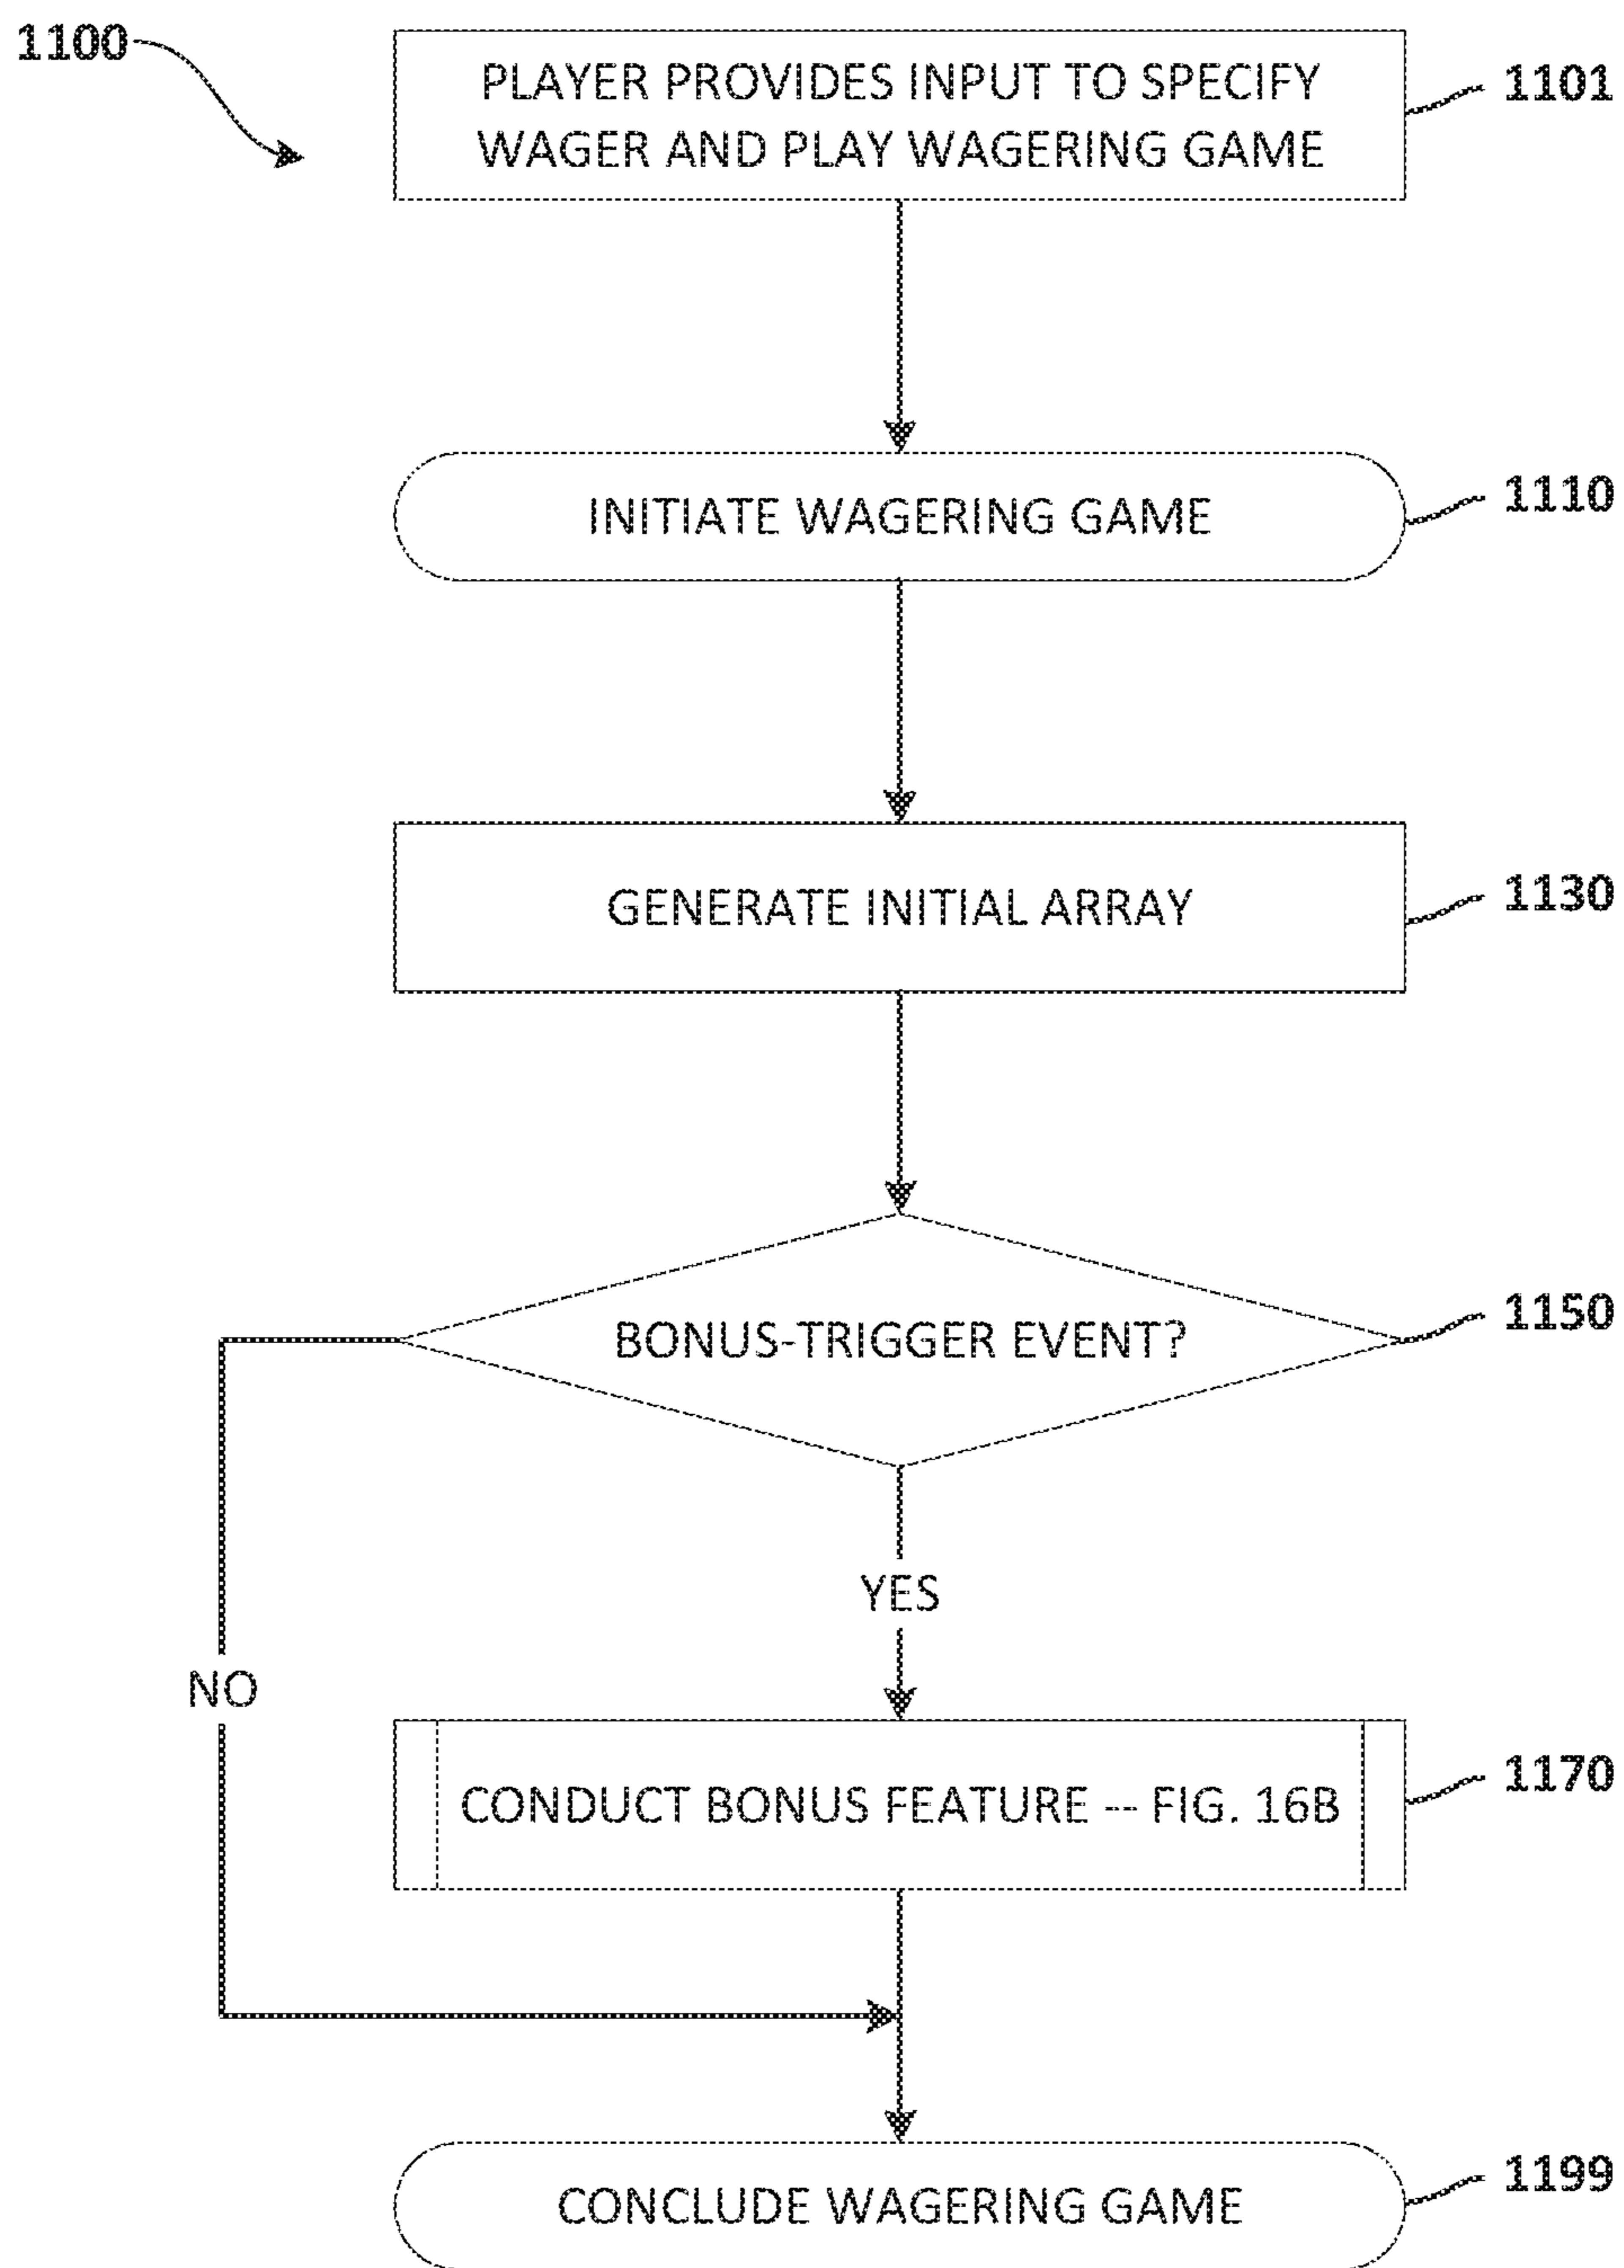 1100
PLAYER PROVIDES INPUT TO SPECIFY
WAGER AND PLAY WAGERING GAME
1101
INITIATE WAGERING GAME
1110
GENERATE INITIAL ARRAY
1130
BONUS-TRIGGER EVENT?
1150
YES
NO
CONDUCT BONUS FEATURE -- FIG. 16B
1170
CONCLUDE WAGERING GAME
1199